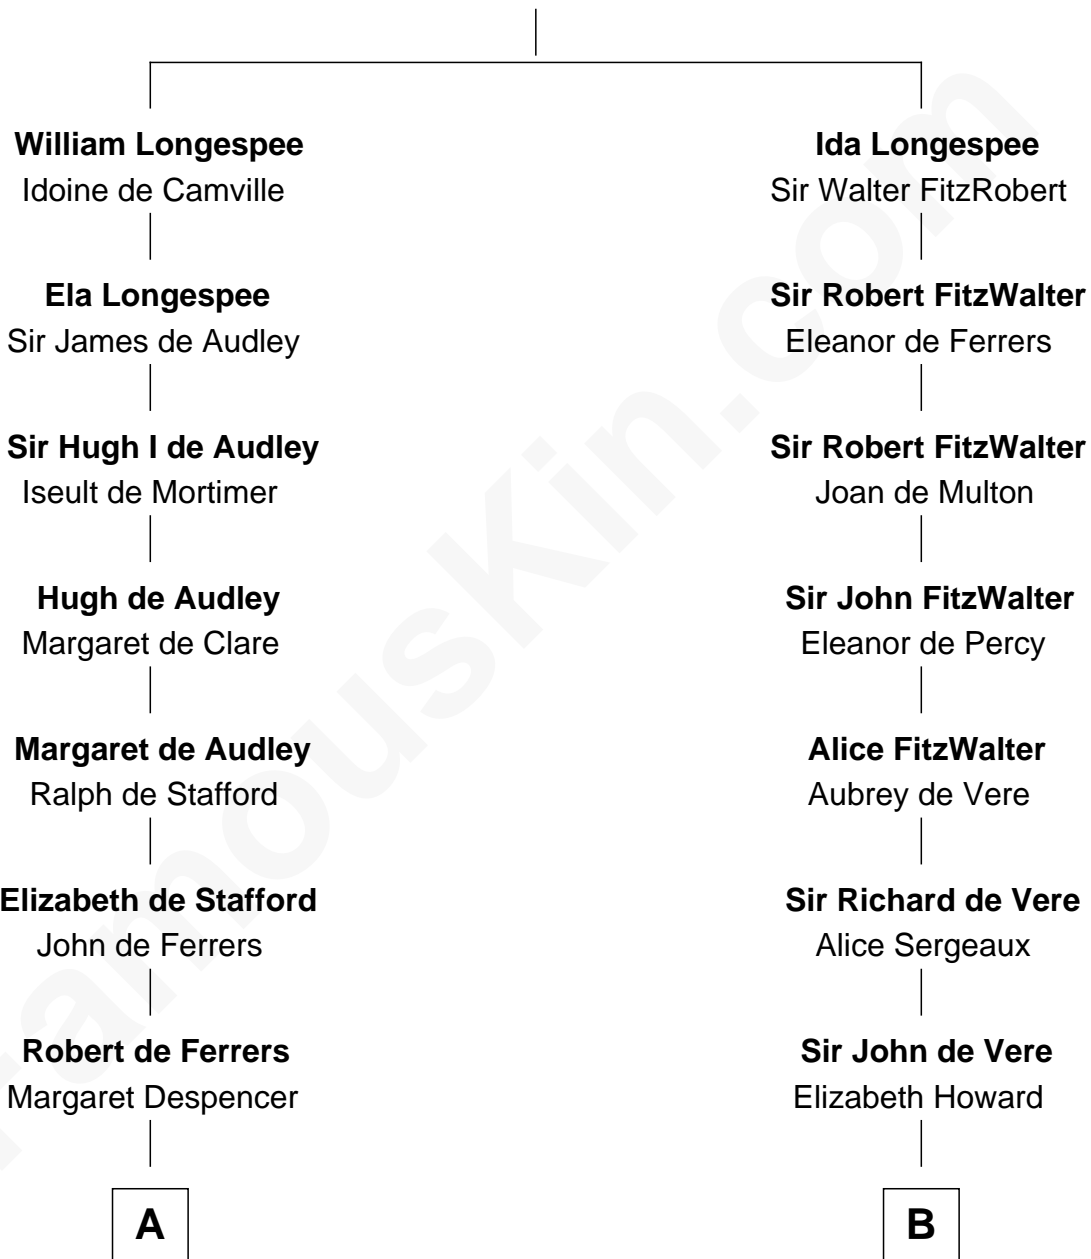 William Longespee
Idoine de Camville
Ela Longespee
Sir James de Audley
Sir Hugh I de Audley
Iseult de Mortimer
Hugh de Audley
Margaret de Clare
Margaret de Audley
Ralph de Stafford
Elizabeth de Stafford
John de Ferrers
Robert de Ferrers
Margaret Despencer
A
Ida Longespee
Sir Walter FitzRobert
Sir Robert FitzWalter
Eleanor de Ferrers
Sir Robert FitzWalter
Joan de Multon
Sir John FitzWalter
Eleanor de Percy
Alice FitzWalter
Aubrey de Vere
Sir Richard de Vere
Alice Sergeaux
Sir John de Vere
Elizabeth Howard
B
famouskin.com